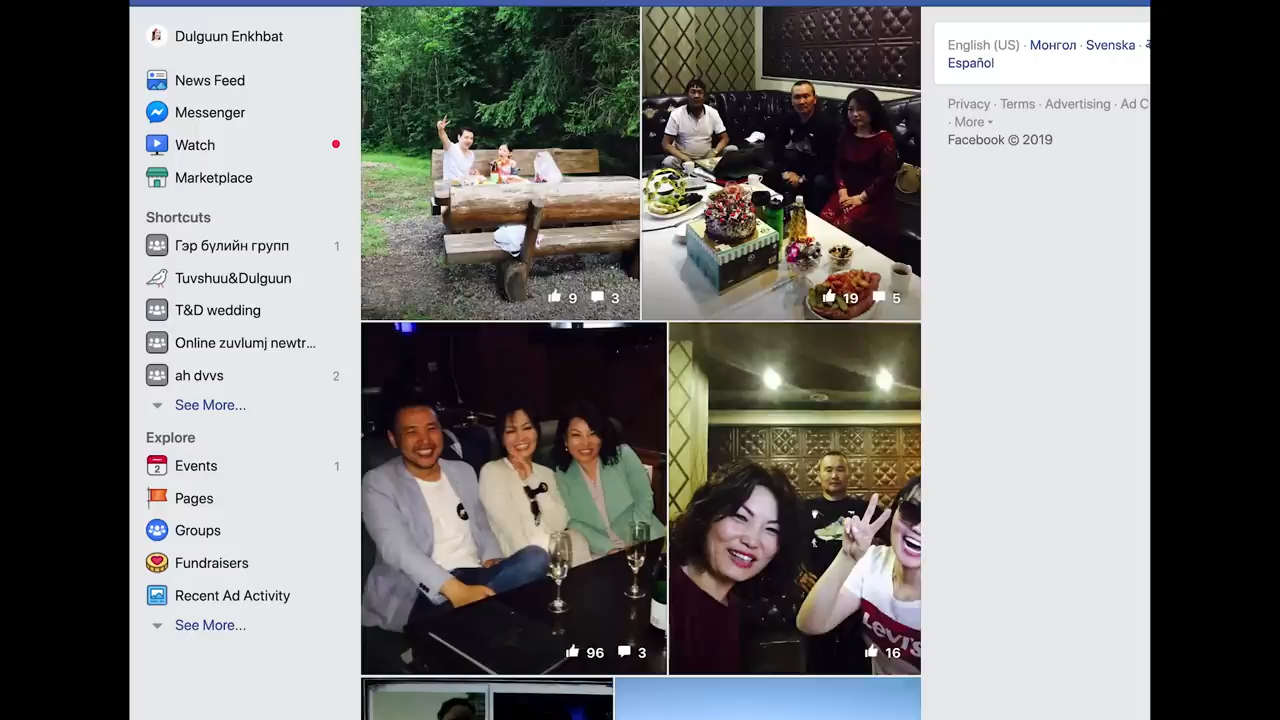 Dulguun Enkhbat
News Feed
Messenger
Watch
Marketplace
Shortcuts
Гэр бүлийн групп 1
Tuvshuu&Dulguun
T&D wedding
Online zuvlumj newtr...
ah dvvs 2
See More...
Explore
2
Events 1
Pages
Groups
Fundraisers
Recent Ad Activity
See More...
9 3
19 5
96 3
Levi's
16
English (US) · Монгол · Svenska ·
Español
Privacy · Terms · Advertising · Ad C
· More
Facebook © 2019